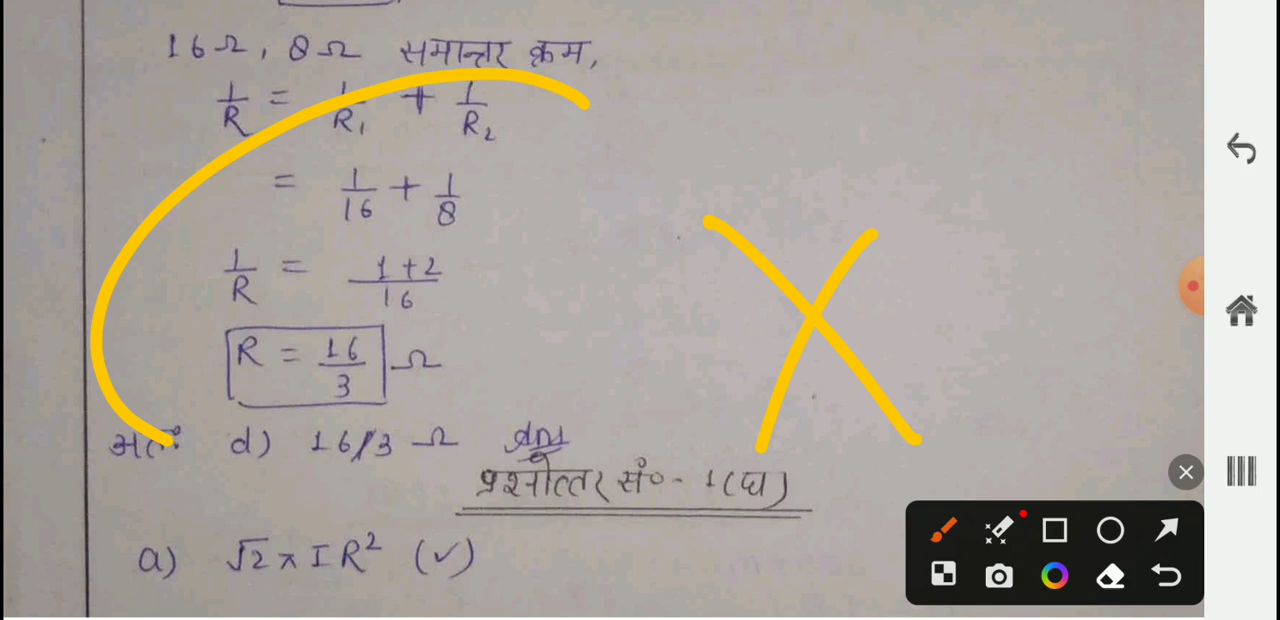 16Ω, 8Ω समान्तर क्रम,
1/R = 1/R₁ + 1/R₂
= 1/16 + 1/8
1/R = 1+2/16
R = 16/3 Ω
अतः d) 16/3 Ω Ans
प्रश्नोत्तर सं०- 1(घ)
a) √2 π I R² (✓)